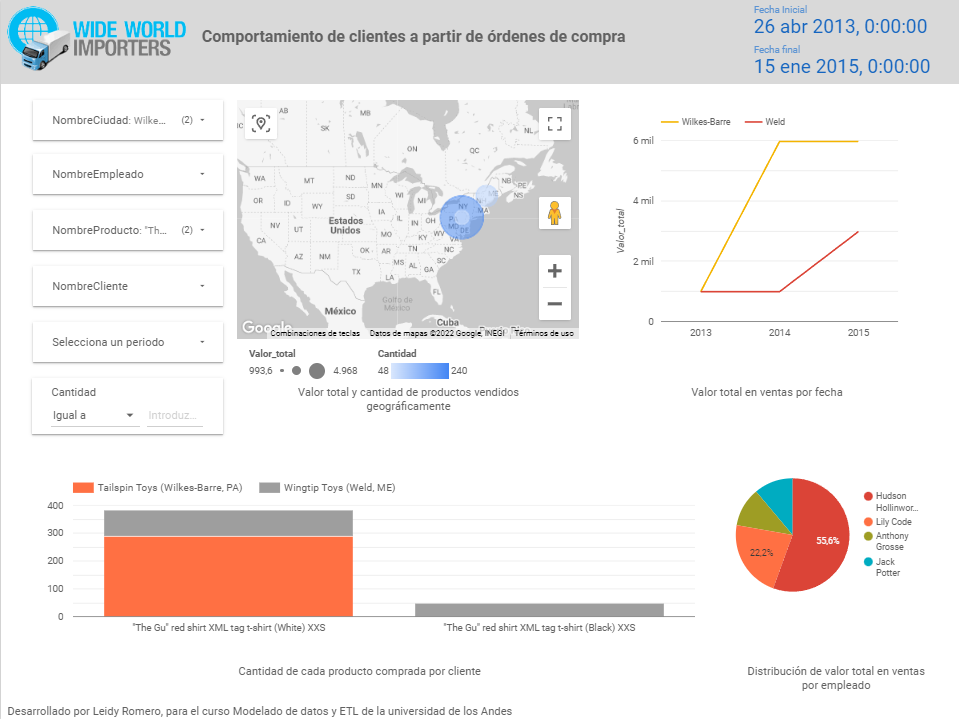 WIDE WORLD
IMPORTERS
Comportamiento de clientes a partir de órdenes de compra
Fecha Inicial
26 abr 2013, 0:00:00
Fecha final
15 ene 2015, 0:00:00
NombreCiudad: Wilke... (2)
NombreEmpleado
NombreProducto: "Th... (2)
NombreCliente
Selecciona un periodo
Cantidad
Igual a Introduz...
AB
SK
MB
ON
QC
NL
NB
PE
NS
WA
MT
ND
MN
OR
ID
WY
SD
WI
MI
NY
ME
MA
IA
NE
NV
UT
Estados
Unidos
IL
IN
OH
MD
DE
CA
MO
KY
WV
VA
AZ
NM
OK
AR
TN
NC
TX
MS
AL
SC
LA
GA
FL
México
Golfo de
México
Cuba
Puerto Rico
Google
Combinaciones de teclas Datos de mapas ©2022 Google, INEGI Términos de uso
Valor_total
993,6 4.968
Cantidad
48 240
Valor total y cantidad de productos vendidos
geográficamente
Wilkes-Barre Weld
6 mil
4 mil
2 mil
0
Valor_total
2013 2014 2015
Valor total en ventas por fecha
Tailspin Toys (Wilkes-Barre, PA) Wingtip Toys (Weld, ME)
400
300
200
100
0
"The Gu" red shirt XML tag t-shirt (White) XXS "The Gu" red shirt XML tag t-shirt (Black) XXS
Cantidad de cada producto comprada por cliente
55,6%
22,2%
Hudson
Hollinwor...
Lily Code
Anthony
Grosse
Jack
Potter
Distribución de valor total en ventas
por empleado
Desarrollado por Leidy Romero, para el curso Modelado de datos y ETL de la universidad de los Andes